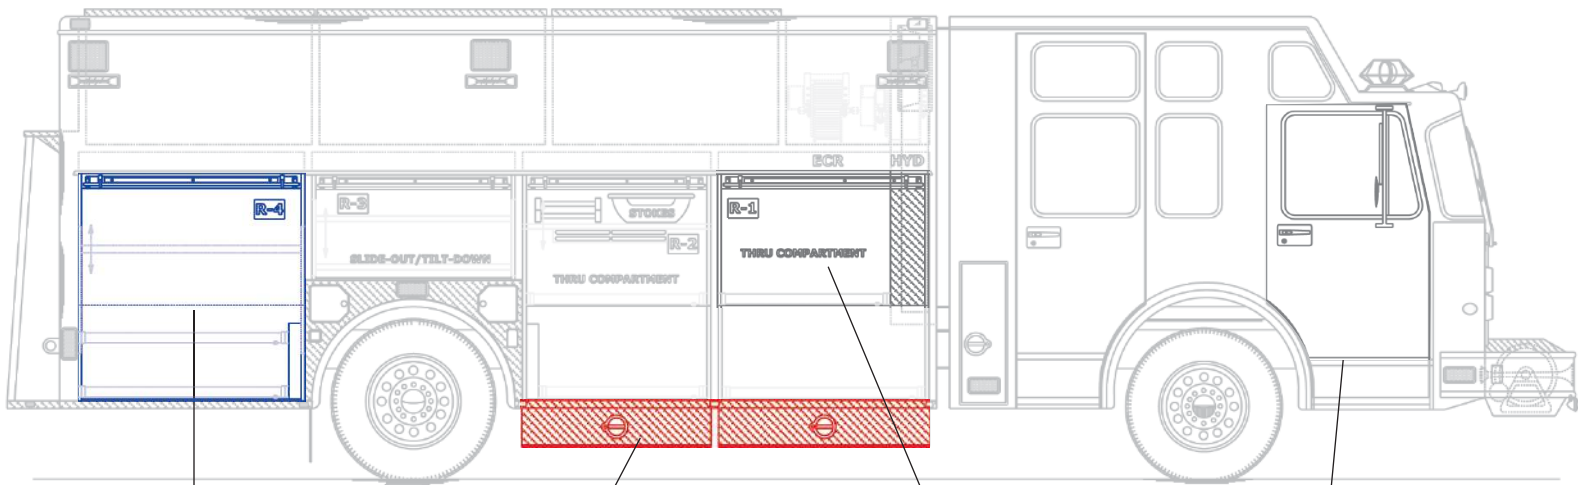 ECR HYD
R-4
R-3
SLIDE-OUT/TILT-DOWN
STOKES
R-2
THRU COMPARTMENT
R-1
THRU COMPARTMENT